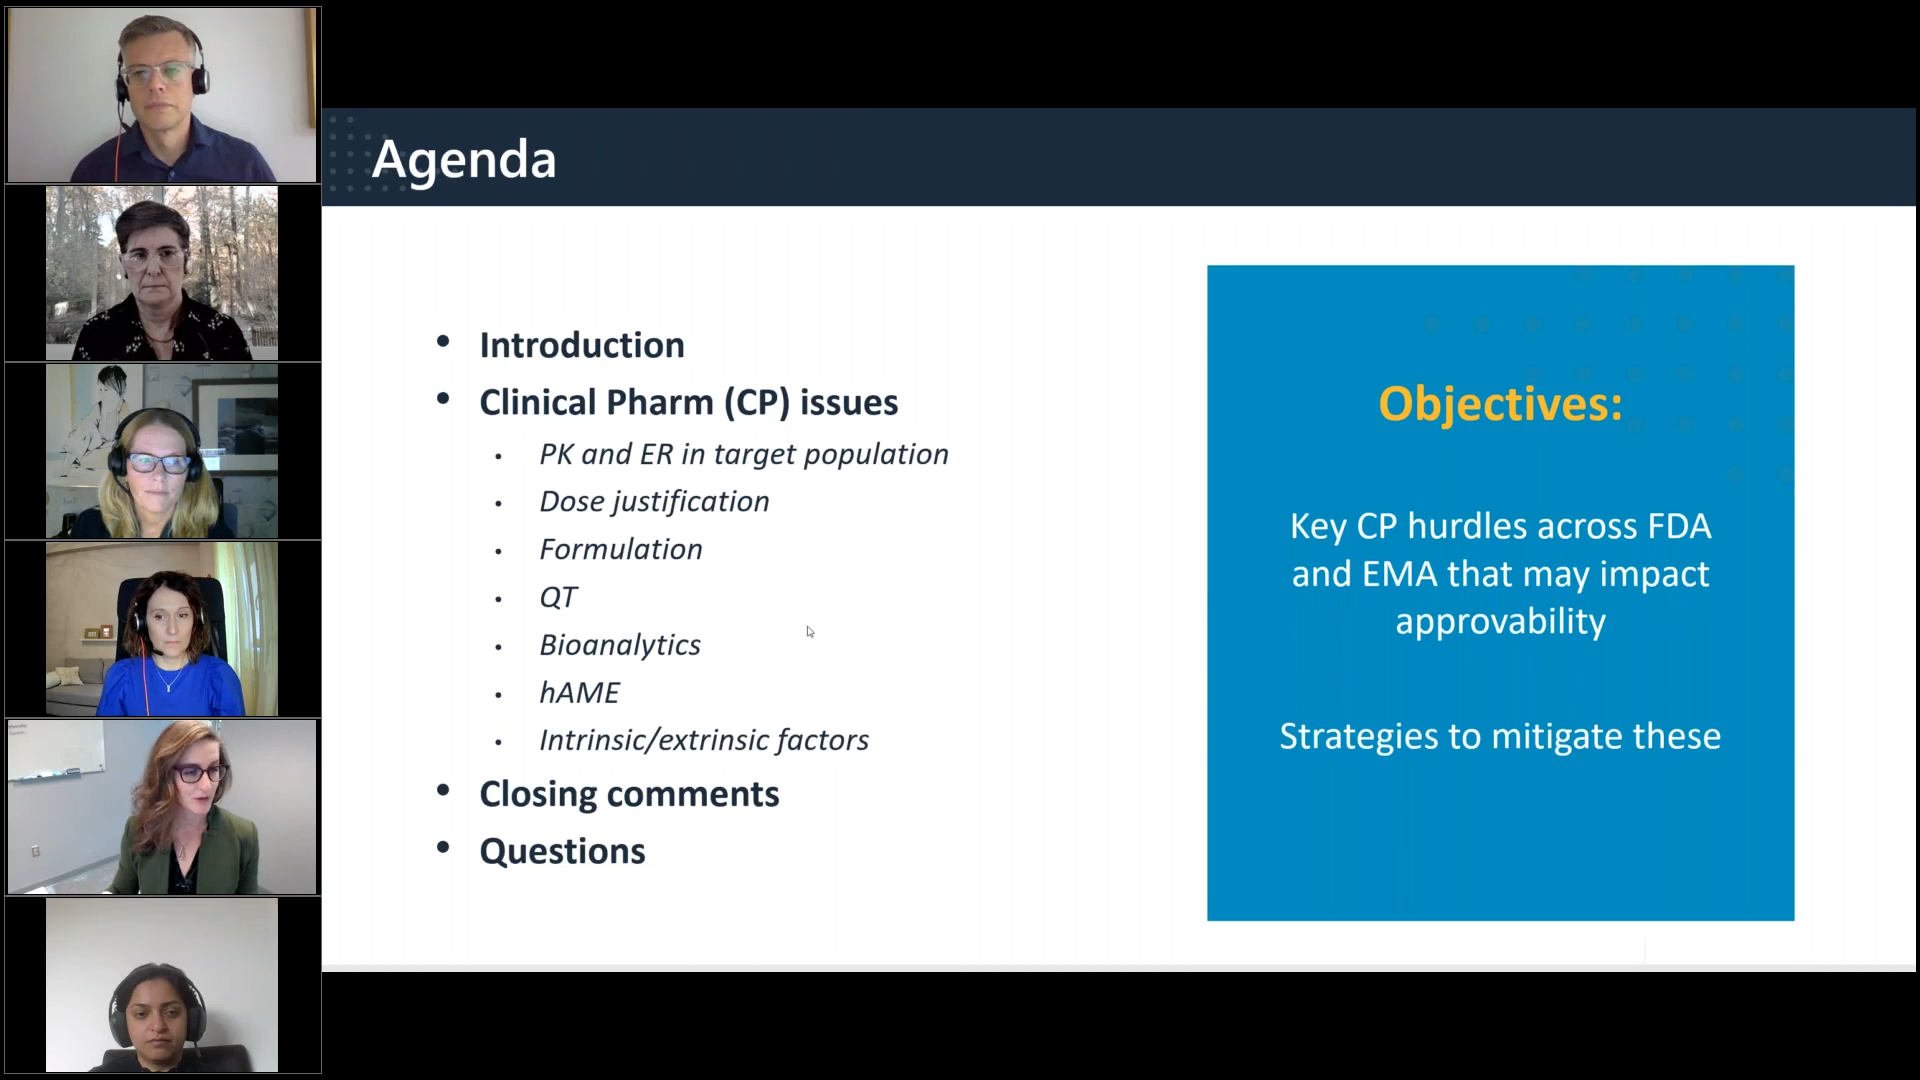 Agenda
• Introduction
• Clinical Pharm (CP) issues
• PK and ER in target population
• Dose justification
• Formulation
• QT
• Bioanalytics
• hAME
• Intrinsic/extrinsic factors
• Closing comments
• Questions
Objectives:
Key CP hurdles across FDA
and EMA that may impact
approvability
Strategies to mitigate these